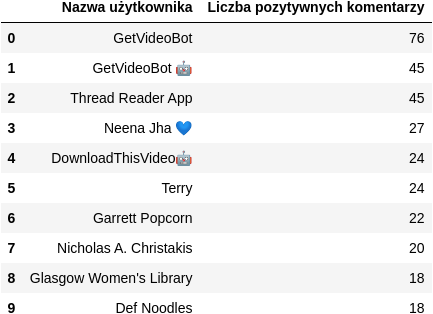 Nazwa użytkownika Liczba pozytywnych komentarzy
0 GetVideoBot 76
1 GetVideoBot 🤖 45
2 Thread Reader App 45
3 Neena Jha 💙 27
4 DownloadThisVideo🤖 24
5 Terry 24
6 Garrett Popcorn 22
7 Nicholas A. Christakis 20
8 Glasgow Women's Library 18
9 Def Noodles 18